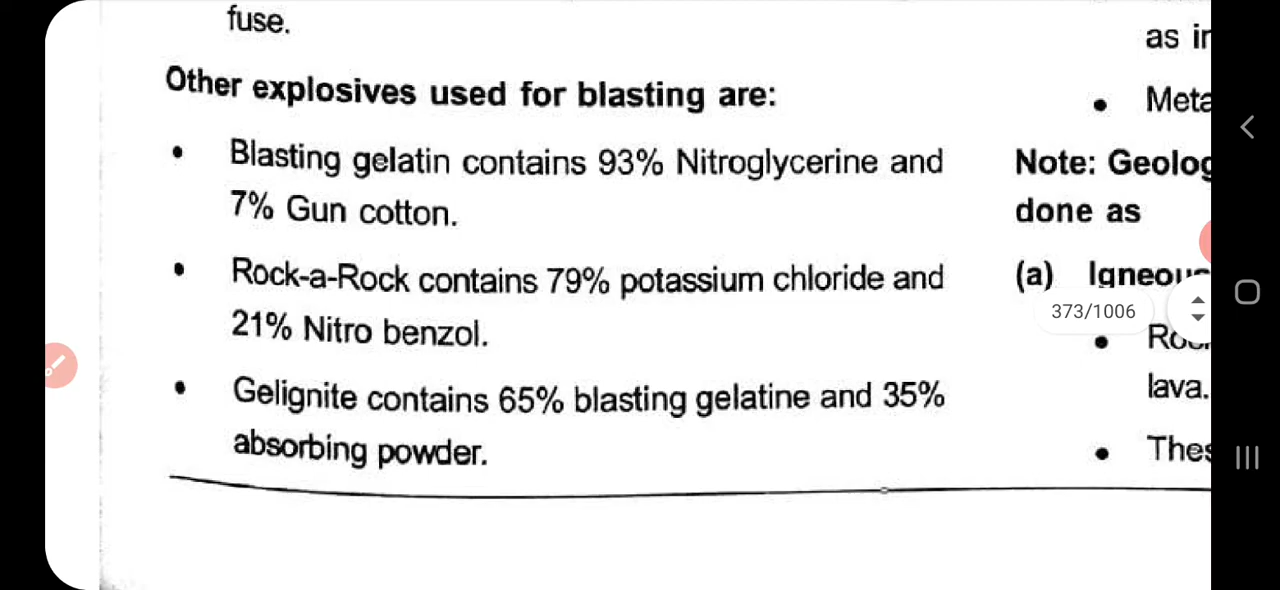 fuse.
Other explosives used for blasting are:
• Blasting gelatin contains 93% Nitroglycerine and
7% Gun cotton.
• Rock-a-Rock contains 79% potassium chloride and
21% Nitro benzol.
• Gelignite contains 65% blasting gelatine and 35%
absorbing powder.
as
•
Note:
done as
(a) Igneous
373/1006
•
lava.
•